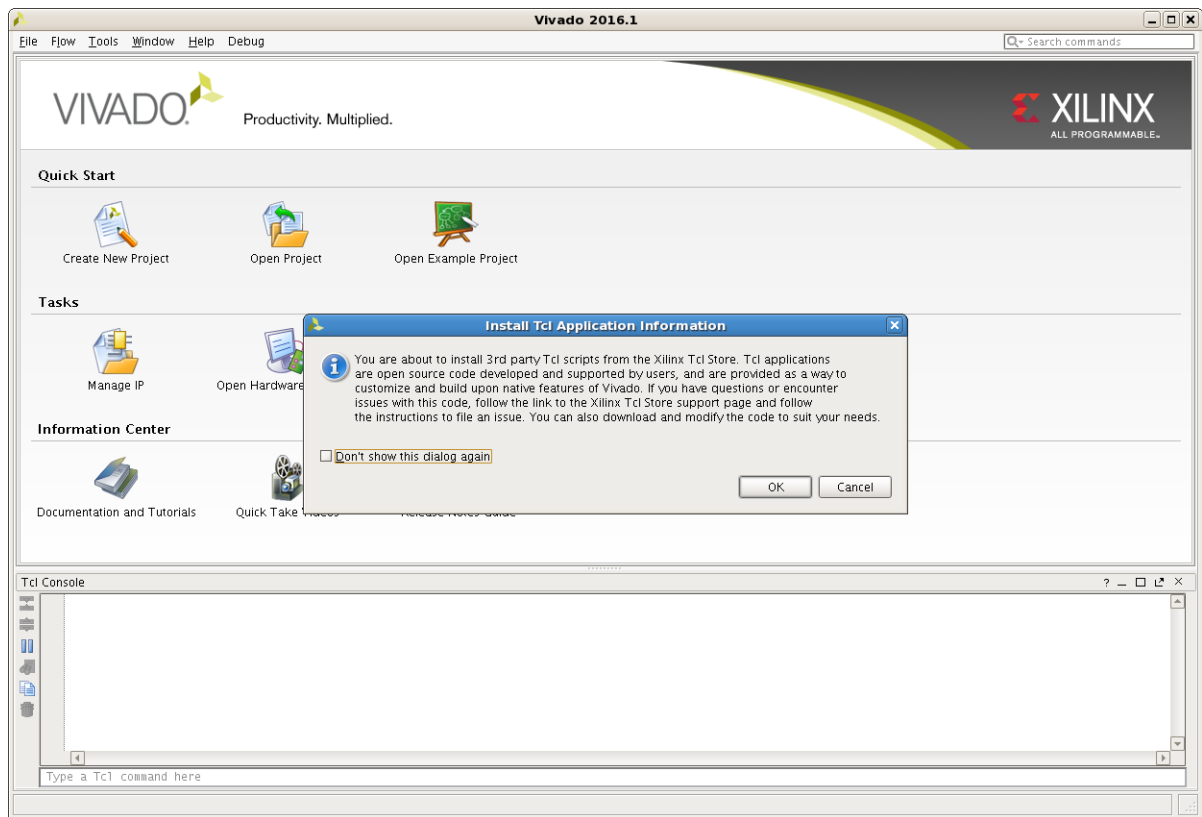 Vivado 2016.1
File Flow Tools Window Help Debug
Search commands
VIVADO.
Productivity. Multiplied.
XILINX
ALL PROGRAMMABLE™
Quick Start
Create New Project
Open Project
Open Example Project
Tasks
Manage IP
Open Hardware
Install Tcl Application Information
You are about to install 3rd party Tcl scripts from the Xilinx Tcl Store. Tcl applications
are open source code developed and supported by users, and are provided as a way to
customize and build upon native features of Vivado. If you have questions or encounter
issues with this code, follow the link to the Xilinx Tcl Store support page and follow
the instructions to file an issue. You can also download and modify the code to suit your needs.
Don't show this dialog again
OK
Cancel
Information Center
Documentation and Tutorials
Quick Take Videos
Release Notes Guide
Tcl Console
Type a Tcl command here